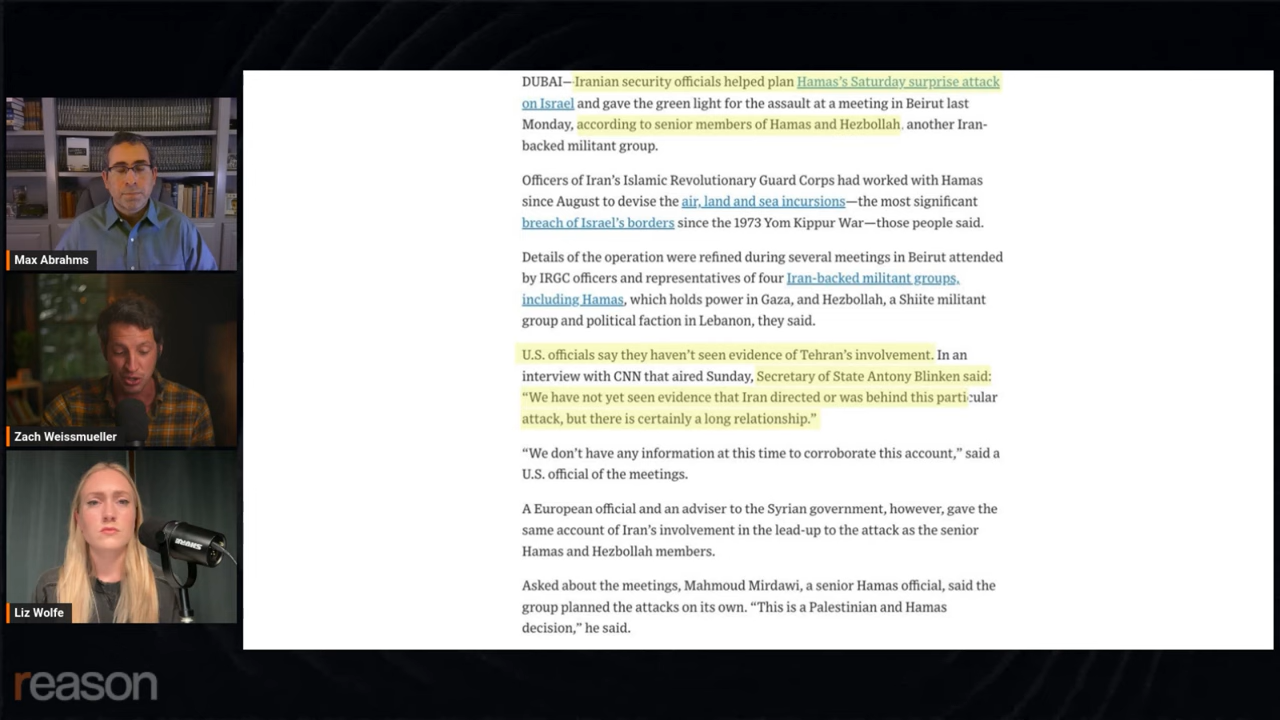 DUBAI—Iranian security officials helped plan Hamas's Saturday surprise attack
on Israel and gave the green light for the assault at a meeting in Beirut last
Monday, according to senior members of Hamas and Hezbollah, another Iran-
backed militant group.
Officers of Iran's Islamic Revolutionary Guard Corps had worked with Hamas
since August to devise the air, land and sea incursions—the most significant
breach of Israel's borders since the 1973 Yom Kippur War—those people said.
Details of the operation were refined during several meetings in Beirut attended
by IRGC officers and representatives of four Iran-backed militant groups,
including Hamas, which holds power in Gaza, and Hezbollah, a Shiite militant
group and political faction in Lebanon, they said.
U.S. officials say they haven't seen evidence of Tehran's involvement. In an
interview with CNN that aired Sunday, Secretary of State Antony Blinken said:
“We have not yet seen evidence that Iran directed or was behind this particular
attack, but there is certainly a long relationship.”
“We don't have any information at this time to corroborate this account,” said a
U.S. official of the meetings.
A European official and an adviser to the Syrian government, however, gave the
same account of Iran's involvement in the lead-up to the attack as the senior
Hamas and Hezbollah members.
Asked about the meetings, Mahmoud Mirdawi, a senior Hamas official, said the
group planned the attacks on its own. “This is a Palestinian and Hamas
decision,” he said.
Max Abrahms
Zach Weissmueller
Liz Wolfe
reason